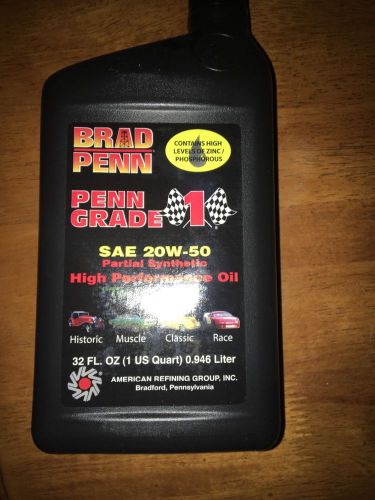 BRAD
PENN
CONTAINS HIGH
LEVELS OF ZINC /
PHOSPHOROUS
PENN
GRADE 1®
SAE 20W-50
Partial Synthetic
High Performance Oil
Historic Muscle Classic Race
32 FL. OZ (1 US Quart) 0.946 Liter
AMERICAN REFINING GROUP, INC.
Bradford, Pennsylvania